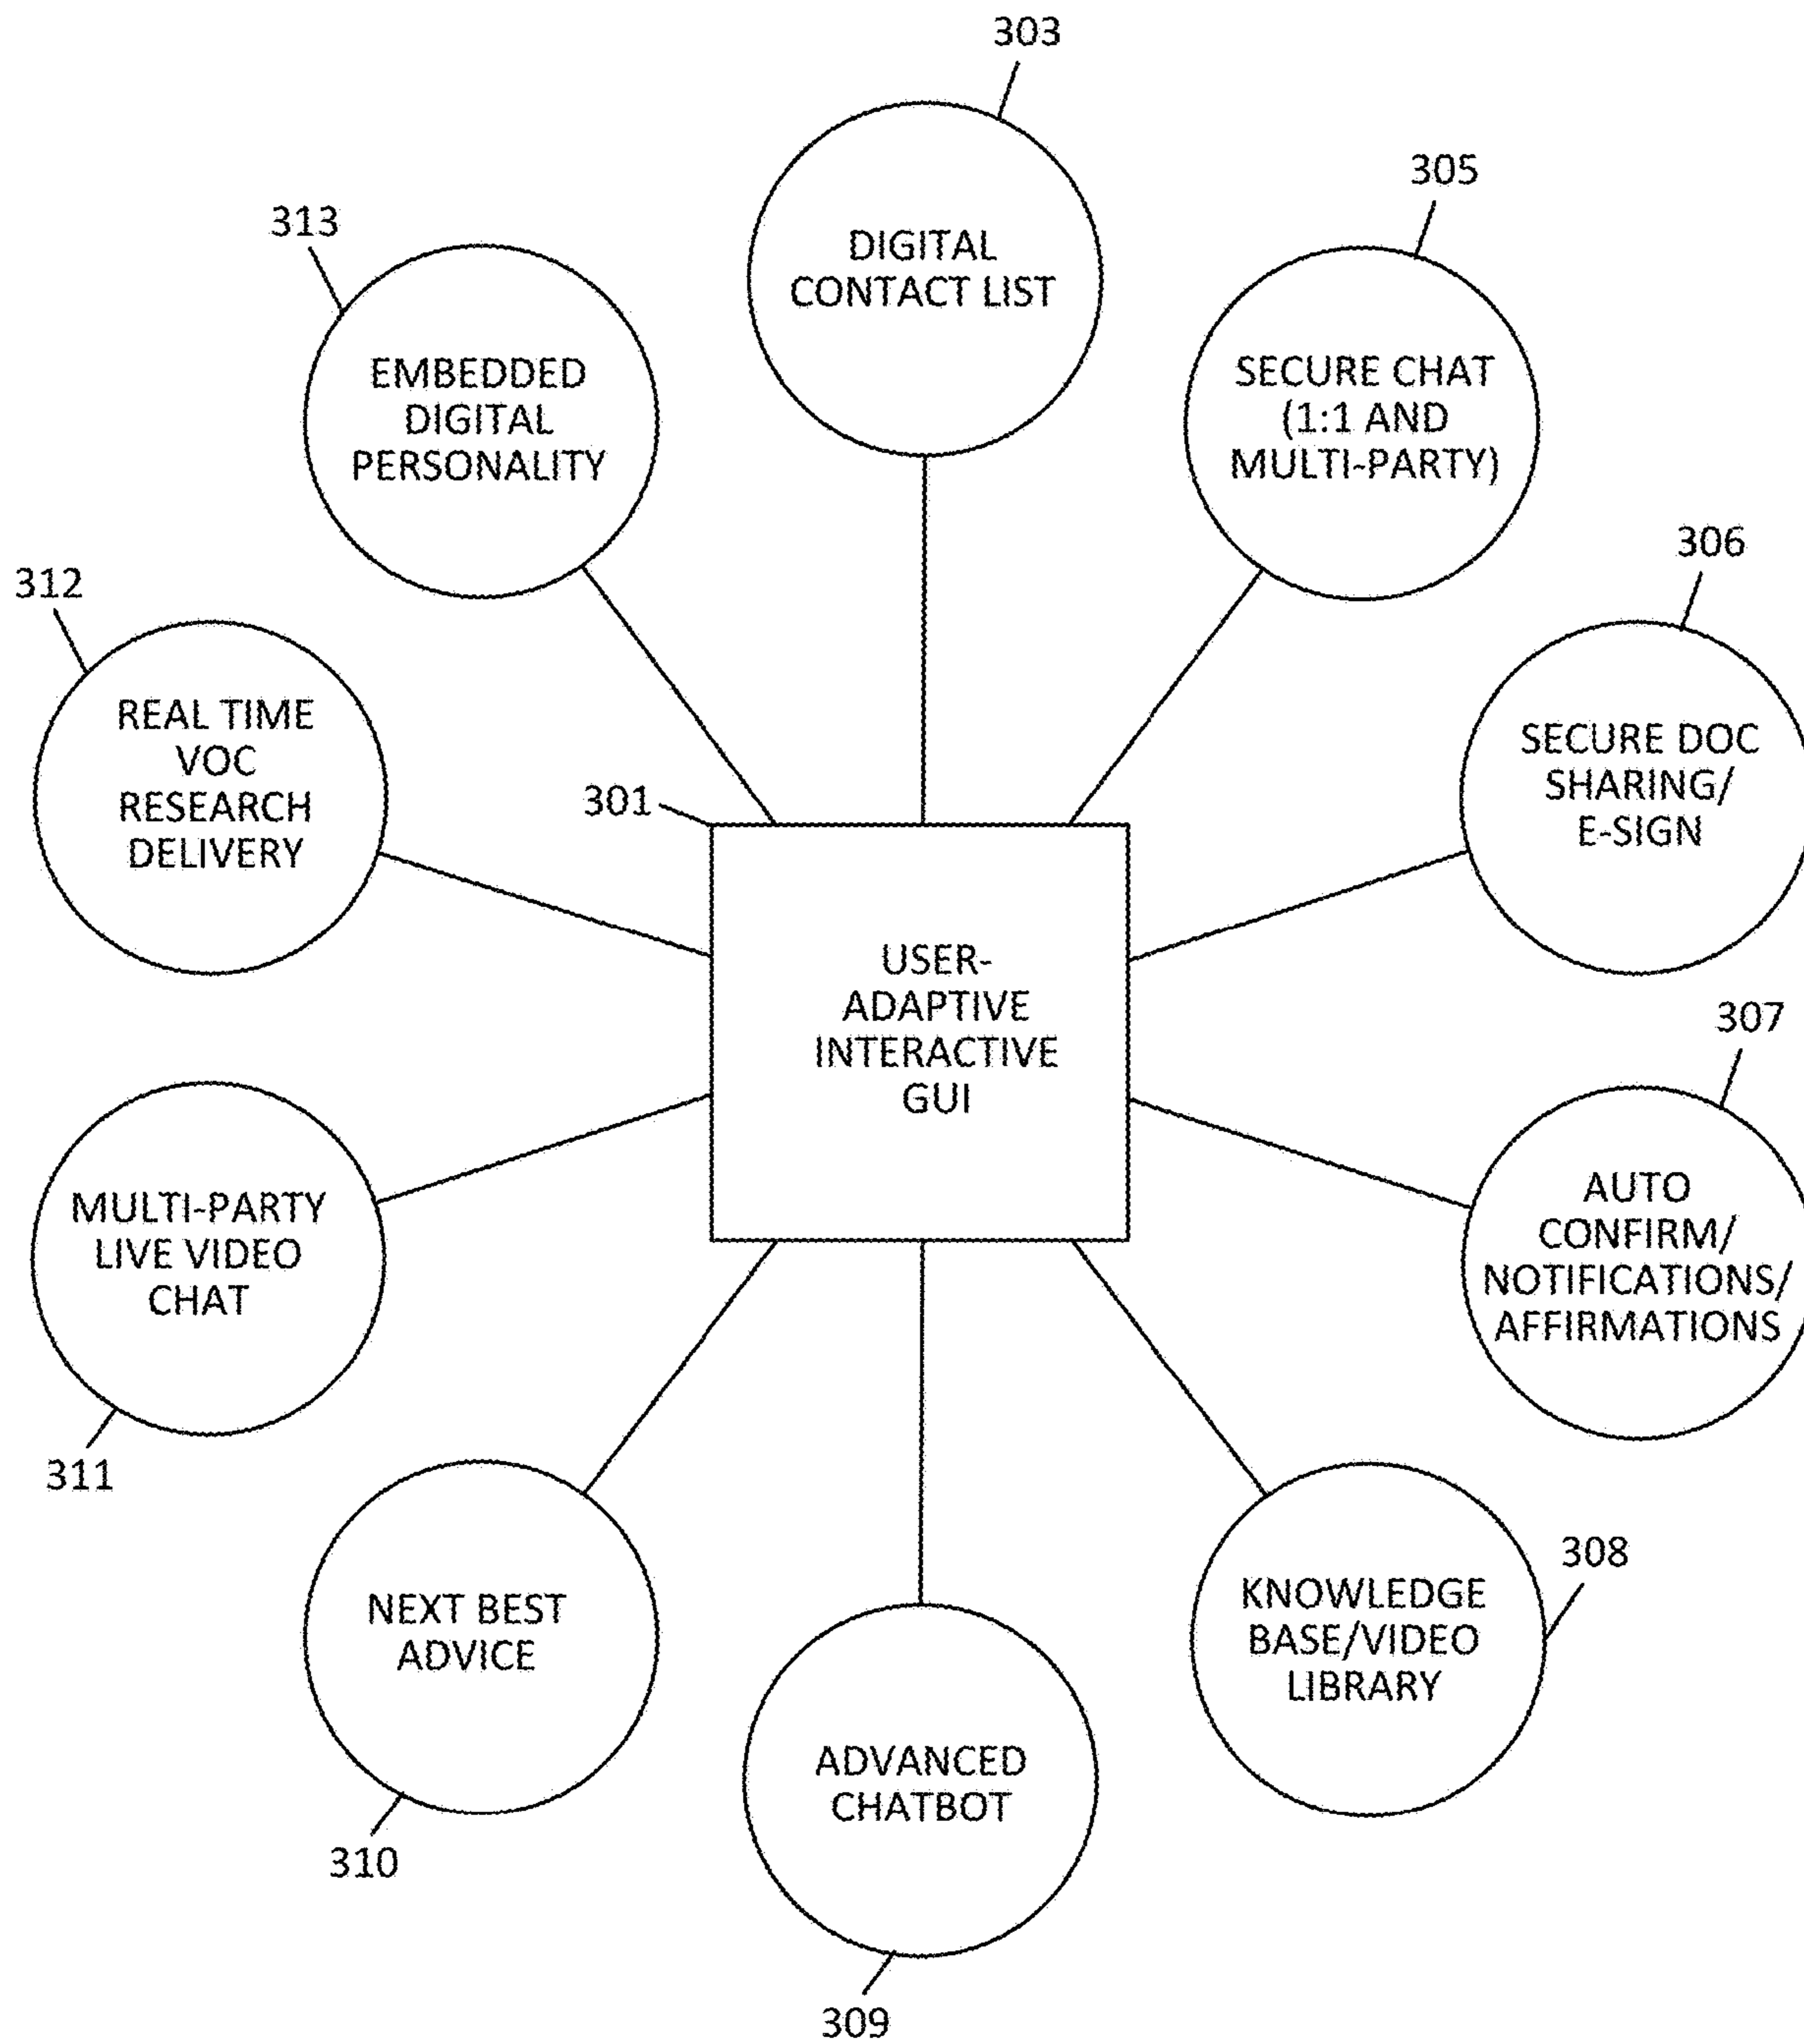 303
DIGITAL
CONTACT LIST
305
SECURE CHAT
(1:1 AND
MULTI-PARTY)
313
EMBEDDED
DIGITAL
PERSONALITY
306
SECURE DOC
SHARING/
E-SIGN
312
REAL TIME
VOC
RESEARCH
DELIVERY
301
USER-
ADAPTIVE
INTERACTIVE
GUI
307
AUTO
CONFIRM/
NOTIFICATIONS/
AFFIRMATIONS
MULTI-PARTY
LIVE VIDEO
CHAT
311
308
KNOWLEDGE
BASE/VIDEO
LIBRARY
NEXT BEST
ADVICE
310
ADVANCED
CHATBOT
309